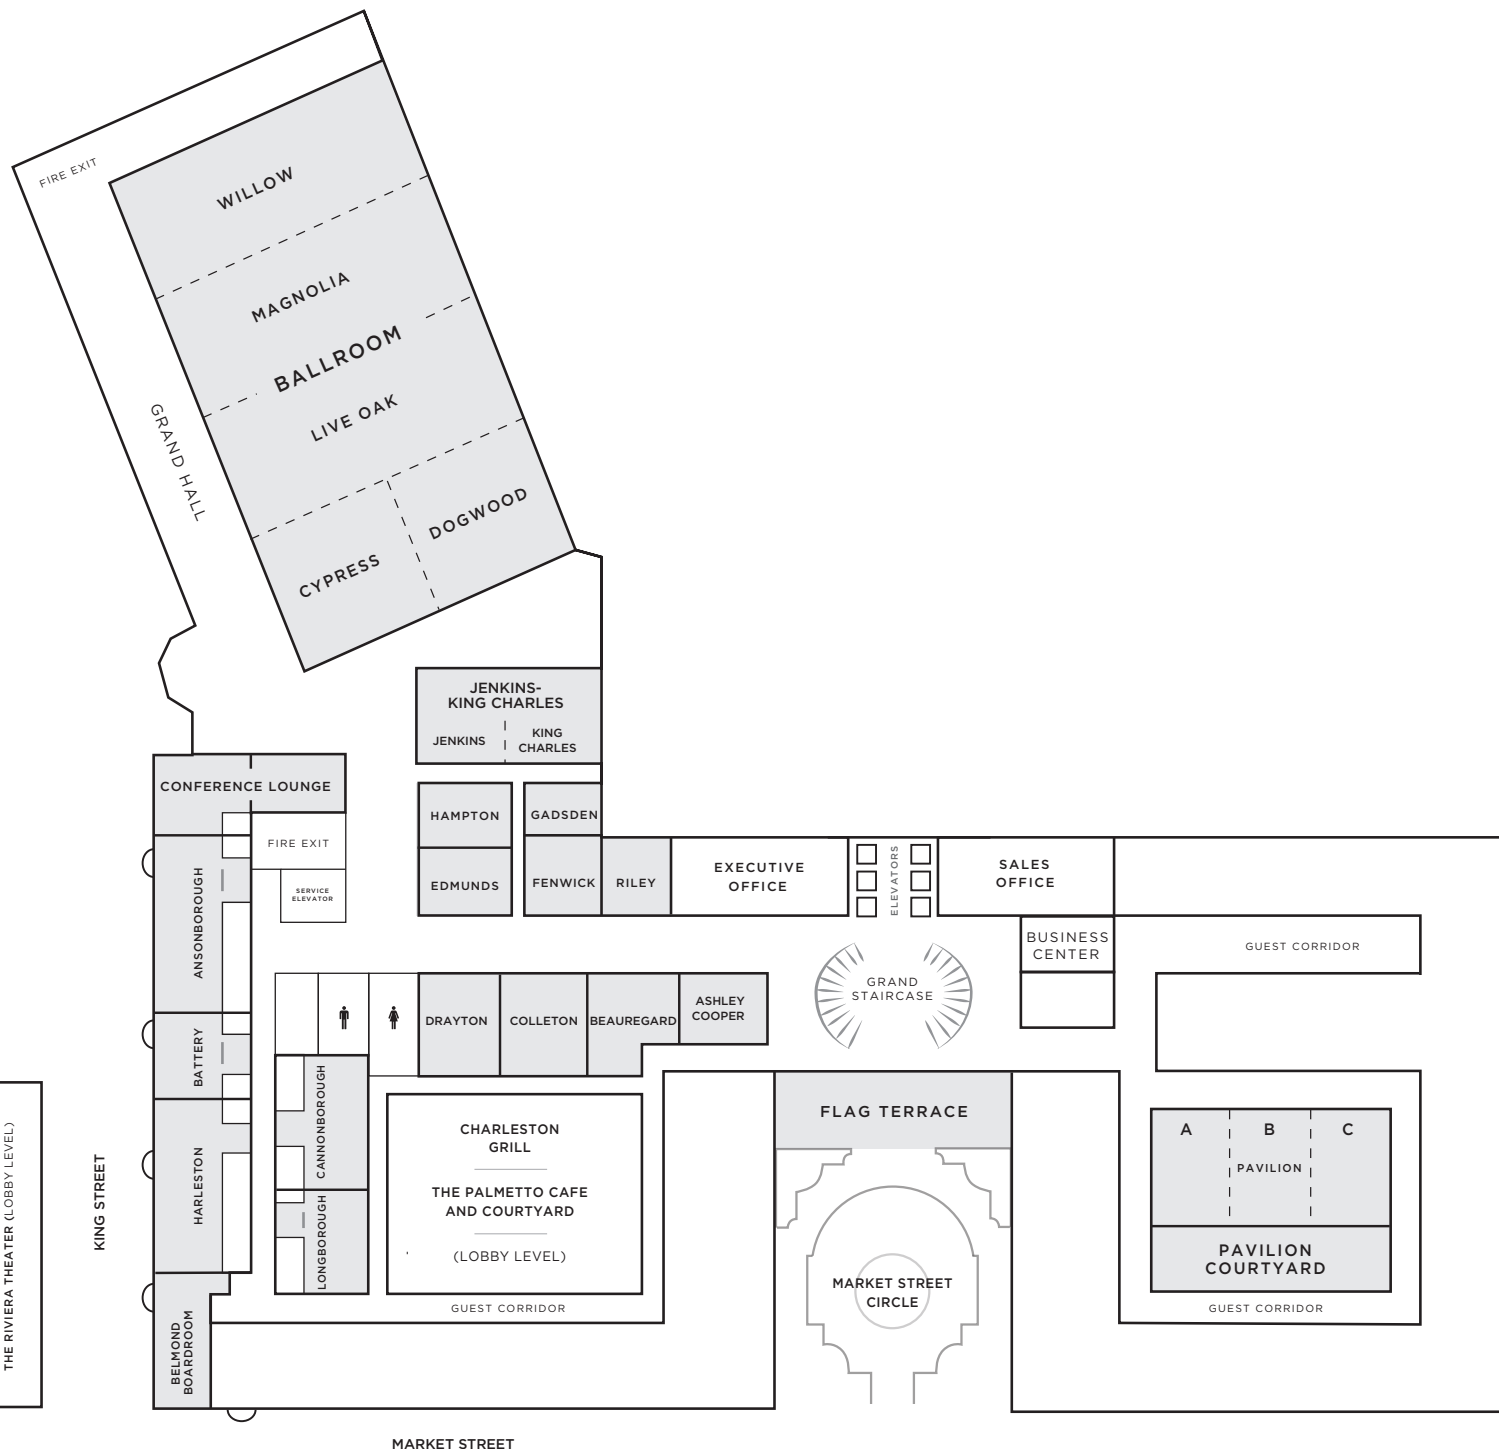 FIRE EXIT
WILLOW
MAGNOLIA
BALLROOM
LIVE OAK
GRAND HALL
DOGWOOD
CYPRESS
JENKINS-
KING CHARLES
JENKINS
KING
CHARLES
CONFERENCE LOUNGE
HAMPTON
GADSDEN
FIRE EXIT
EDMUNDS
FENWICK
RILEY
EXECUTIVE
OFFICE
ELEVATORS
SALES
OFFICE
SERVICE
ELEVATOR
ANSONBOROUGH
BUSINESS
CENTER
GUEST CORRIDOR
GRAND
STAIRCASE
DRAYTON
COLLETON
BEAUREGARD
ASHLEY
COOPER
BATTERY
CANNONBOROUGH
FLAG TERRACE
CHARLESTON
GRILL
THE PALMETTO CAFE
AND COURTYARD
(LOBBY LEVEL)
A
B
C
PAVILION
HARLESTON
LONGBOROUGH
KING STREET
THE RIVIERA THEATER (LOBBY LEVEL)
PAVILION
COURTYARD
MARKET STREET
CIRCLE
GUEST CORRIDOR
GUEST CORRIDOR
BELMOND
BOARDROOM
MARKET STREET